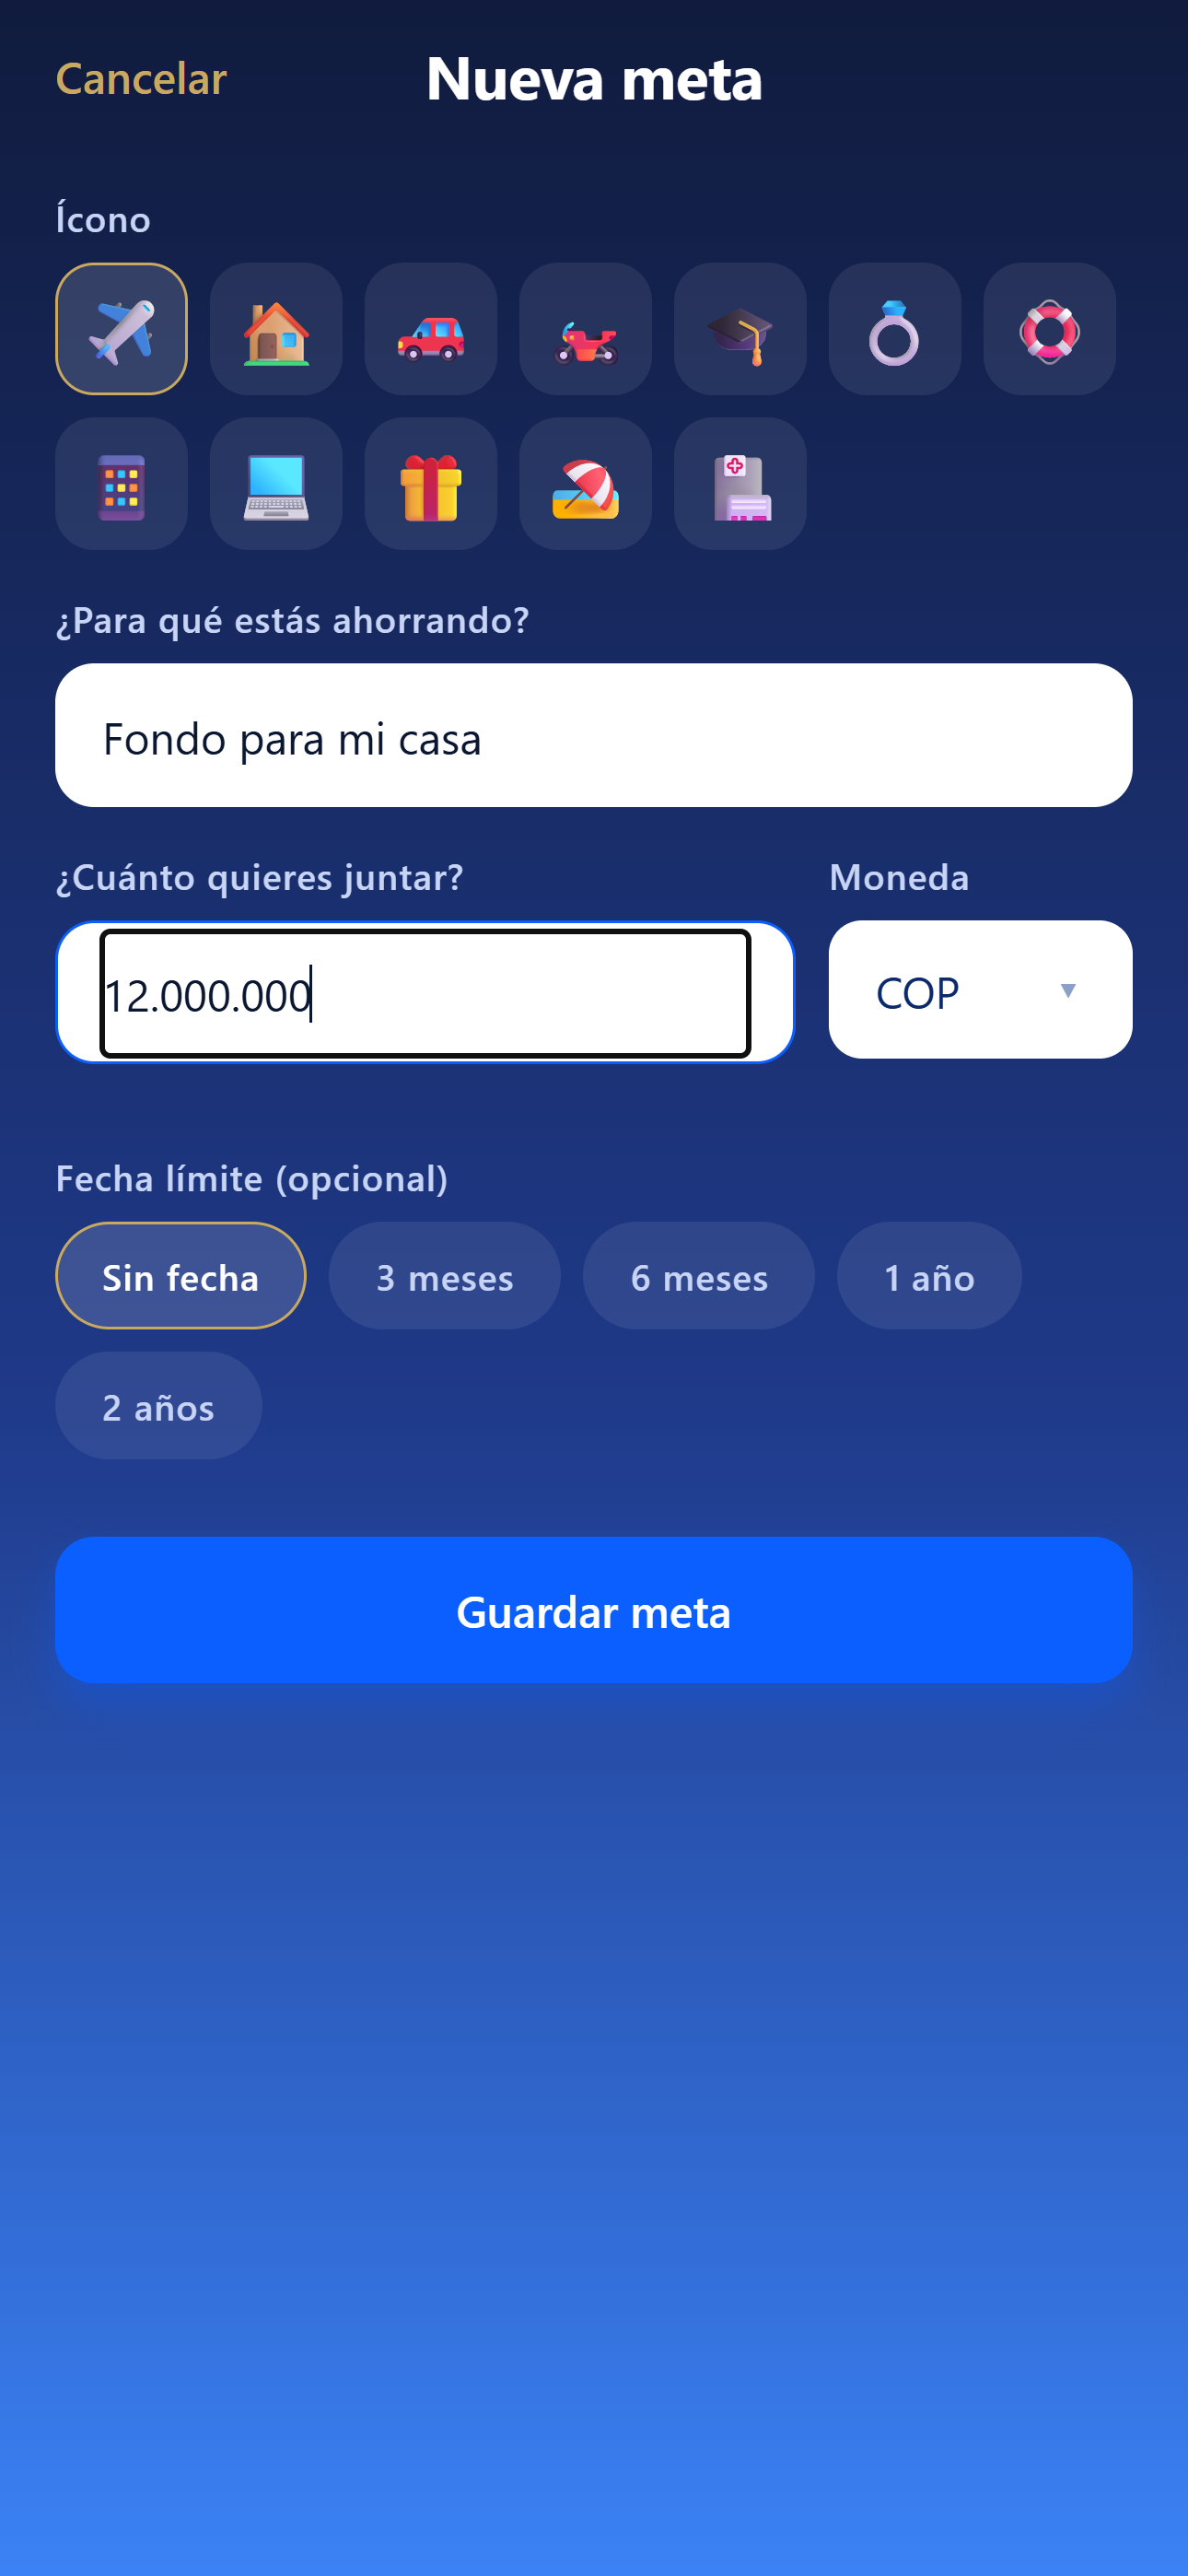 Cancelar
Nueva meta
Ícono
¿Para qué estás ahorrando?
Fondo para mi casa
¿Cuánto quieres juntar?
Moneda
12.000.000
COP
Fecha límite (opcional)
Sin fecha
3 meses
6 meses
1 año
2 años
Guardar meta